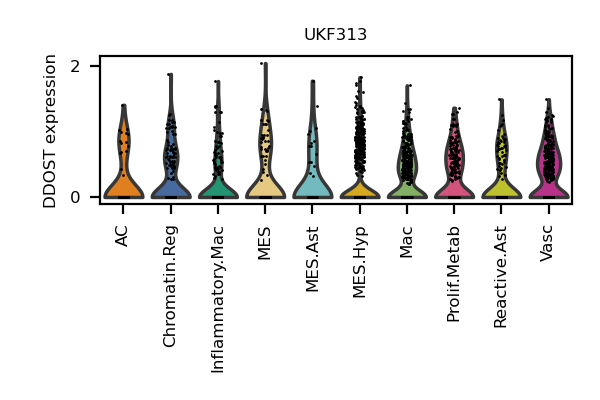 UKF313
DDOST expression
2
0
AC
Chromatin.Reg
Inflammatory.Mac
MES
MES.Ast
MES.Hyp
Mac
Prolif.Metab
Reactive.Ast
Vasc